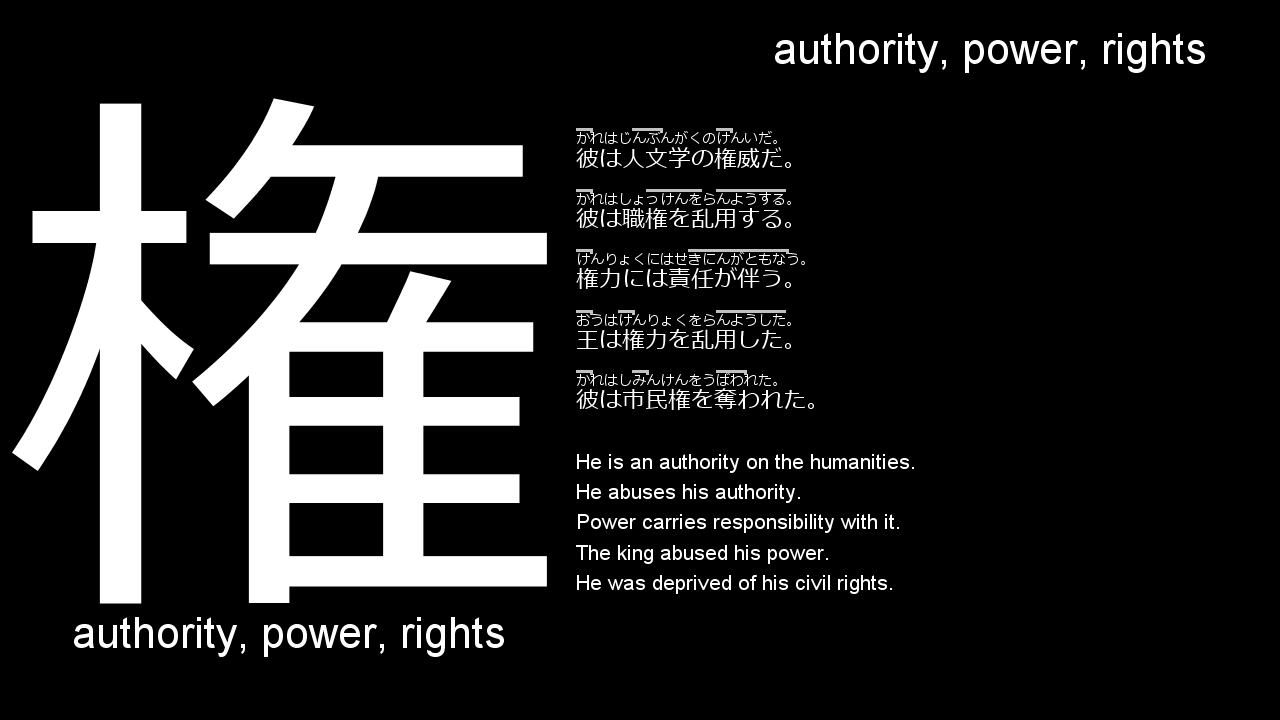 authority, power, rights
権
authority, power, rights
かれはじんぶんがくのけんいだ。
彼は人文学の権威だ。
かれはしょっけんをらんようする。
彼は職権を乱用する。
けんりょくにはせきにんがともなう。
権力には責任が伴う。
おうはけんりょくをらんようした。
王は権力を乱用した。
かれはしみんけんをうばわれた。
彼は市民権を奪われた。
He is an authority on the humanities.
He abuses his authority.
Power carries responsibility with it.
The king abused his power.
He was deprived of his civil rights.